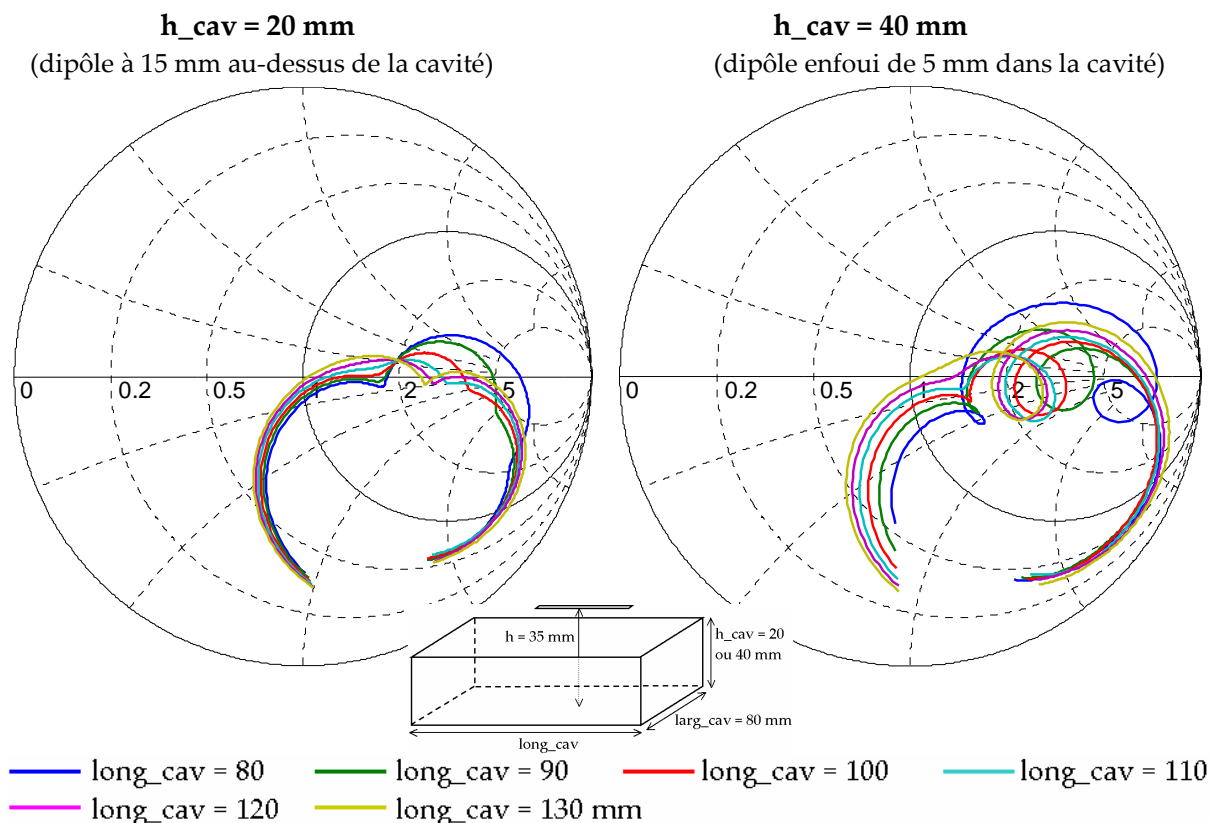 h_cav = 20 mm
(dipôle à 15 mm au-dessus de la cavité)
h_cav = 40 mm
(dipôle enfoui de 5 mm dans la cavité)
0 0.2 0.5 1 2 5
0 0.2 0.5 1 2 5
h = 35 mm
h_cav = 20
ou 40 mm
larg_cav = 80 mm
long_cav
long_cav = 80
long_cav = 90
long_cav = 100
long_cav = 110
long_cav = 120
long_cav = 130 mm